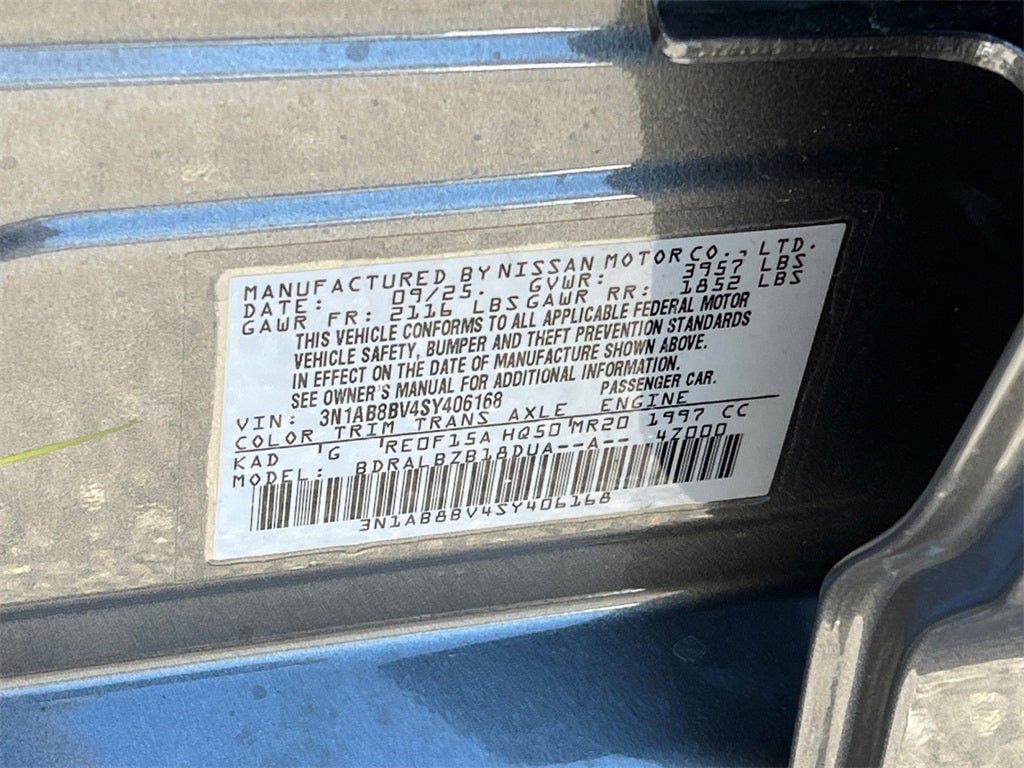 MANUFACTURED BY NISSAN MOTOR CO., LTD.
DATE: 09/25. GVWR: 3957 LBS
GAWR FR: 2116 LBS GAWR RR: 1852 LBS
THIS VEHICLE CONFORMS TO ALL APPLICABLE FEDERAL MOTOR
VEHICLE SAFETY, BUMPER AND THEFT PREVENTION STANDARDS
IN EFFECT ON THE DATE OF MANUFACTURE SHOWN ABOVE.
SEE OWNER'S MANUAL FOR ADDITIONAL INFORMATION.
VIN: 3N1AB8BV4SY406168 PASSENGER CAR.
COLOR TRIM TRANS AXLE ENGINE
KAD 'G RE0F15A HQ50 MR20 1997 CC
MODEL: BDRALBZB18DUA--A-- 47000
3N1AB8BV4SY406168